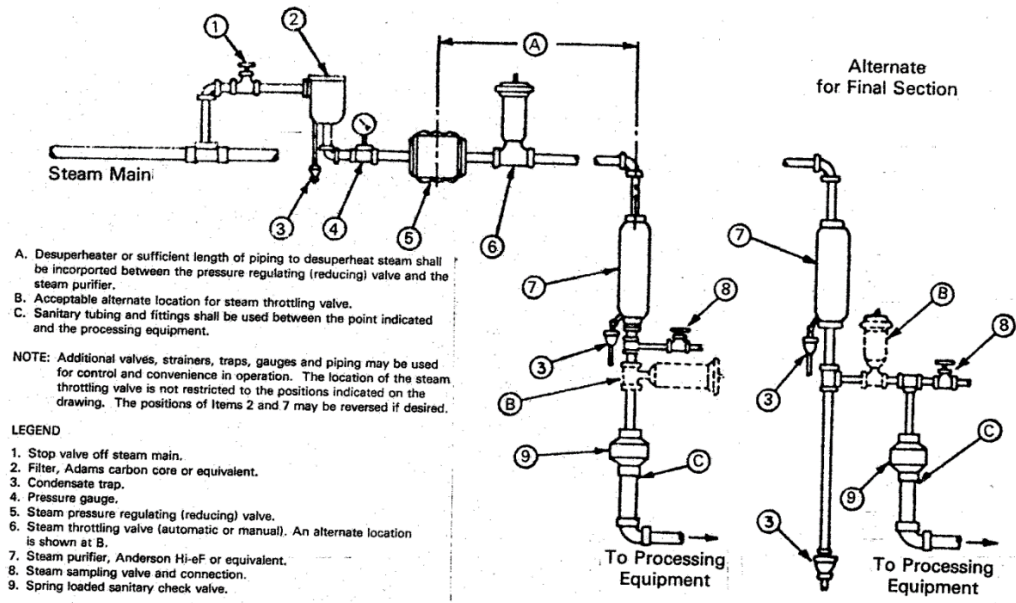 1
2
A
Alternate
for Final Section
Steam Main
3
4
5
6
7
8
3
B
9
C
To Processing
Equipment
7
B
8
3
C
9
3
To Processing
Equipment
A. Desuperheater or sufficient length of piping to desuperheat steam shall
be incorported between the pressure regulating (reducing) valve and the
steam purifier.
B. Acceptable alternate location for steam throttling valve.
C. Sanitary tubing and fittings shall be used between the point indicated
and the processing equipment.
NOTE: Additional valves, strainers, traps, gauges and piping may be used
for control and convenience in operation. The location of the steam
throttling valve is not restricted to the positions indicated on the
drawing. The positions of Items 2 and 7 may be reversed if desired.
LEGEND
1. Stop valve off steam main.
2. Filter, Adams carbon core or equivalent.
3. Condensate trap.
4. Pressure gauge.
5. Steam pressure regulating (reducing) valve.
6. Steam throttling valve (automatic or manual). An alternate location
is shown at B.
7. Steam purifier, Anderson Hi-eF or equivalent.
8. Steam sampling valve and connection.
9. Spring loaded sanitary check valve.